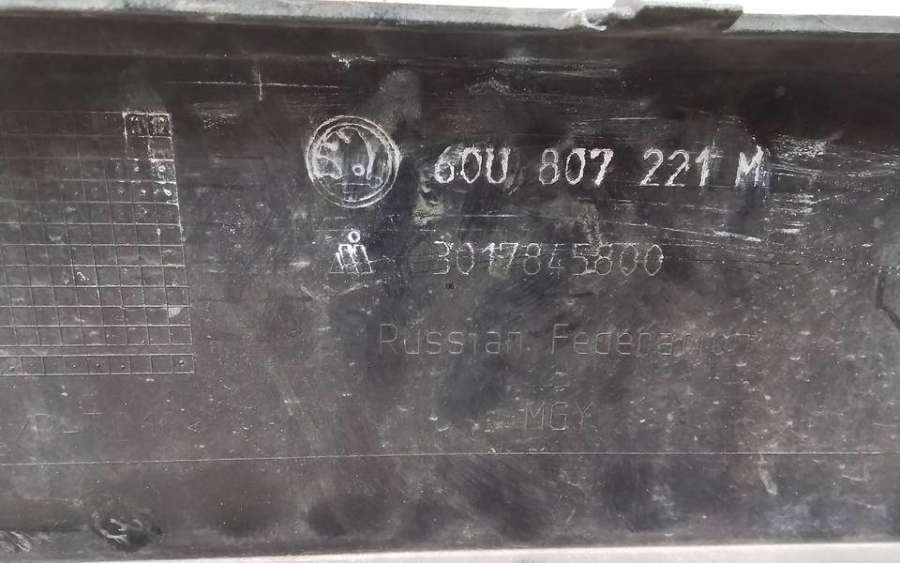 60U 807 221 M
3017845800
Russian Federation
MGY